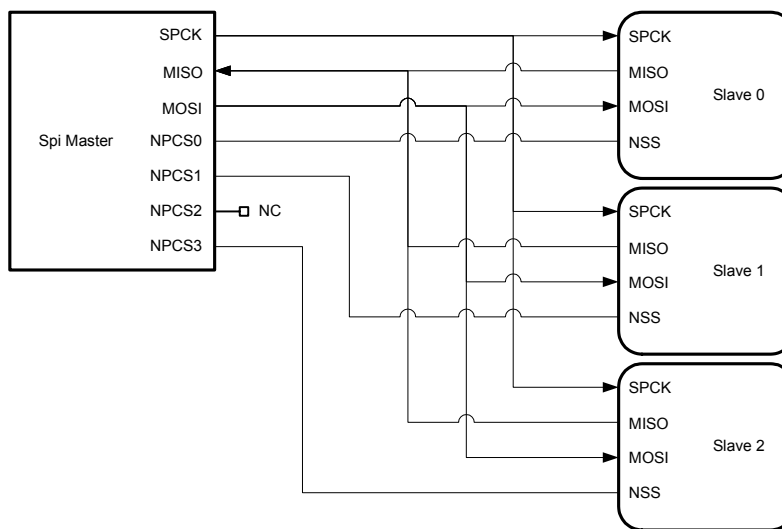 Spi Master
SPCK
MISO
MOSI
NPCS0
NPCS1
NPCS2
NC
NPCS3
SPCK
MISO
MOSI
NSS
Slave 0
SPCK
MISO
MOSI
NSS
Slave 1
SPCK
MISO
MOSI
NSS
Slave 2